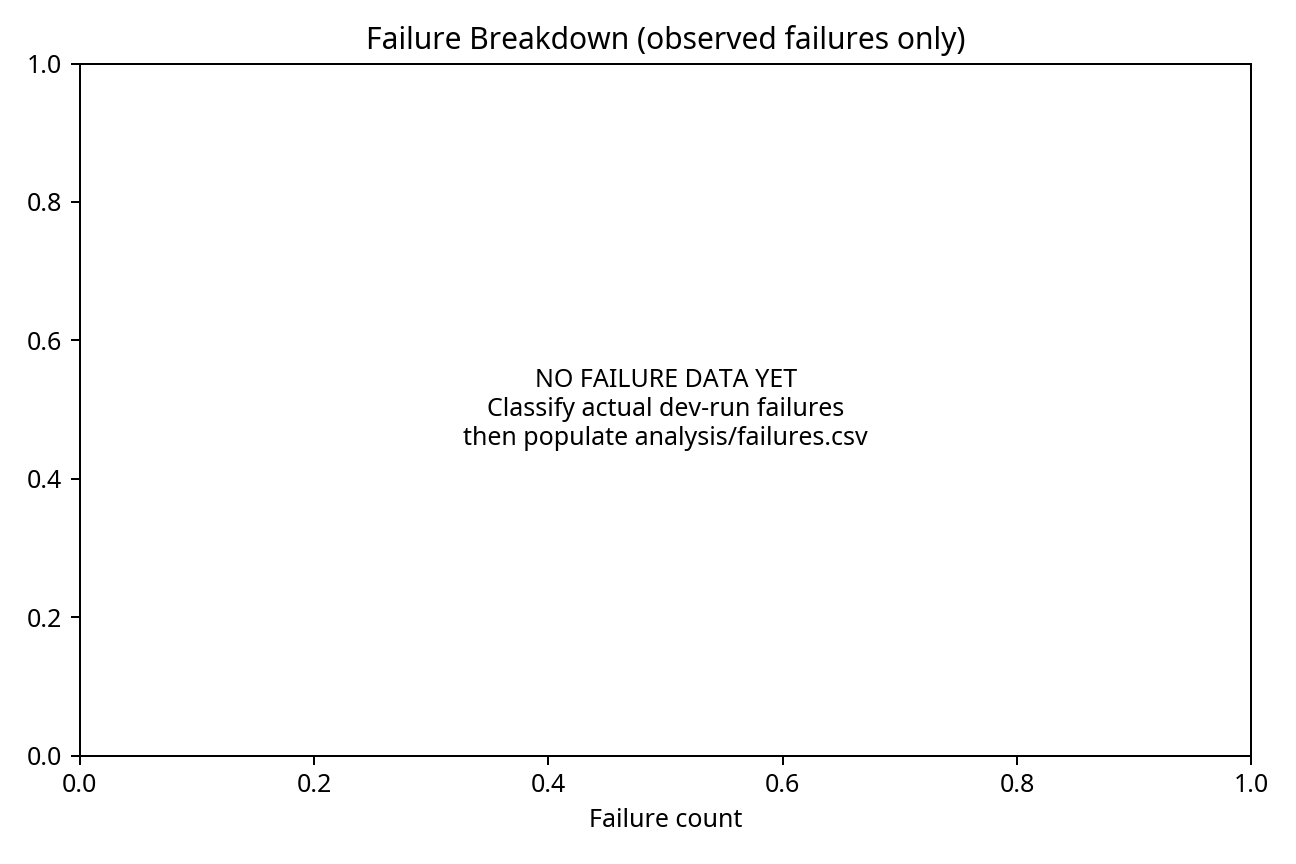 Failure Breakdown (observed failures only)
1.0
0.8
0.6
0.4
0.2
0.0
NO FAILURE DATA YET
Classify actual dev-run failures
then populate analysis/failures.csv
0.0 0.2 0.4 0.6 0.8 1.0
Failure count